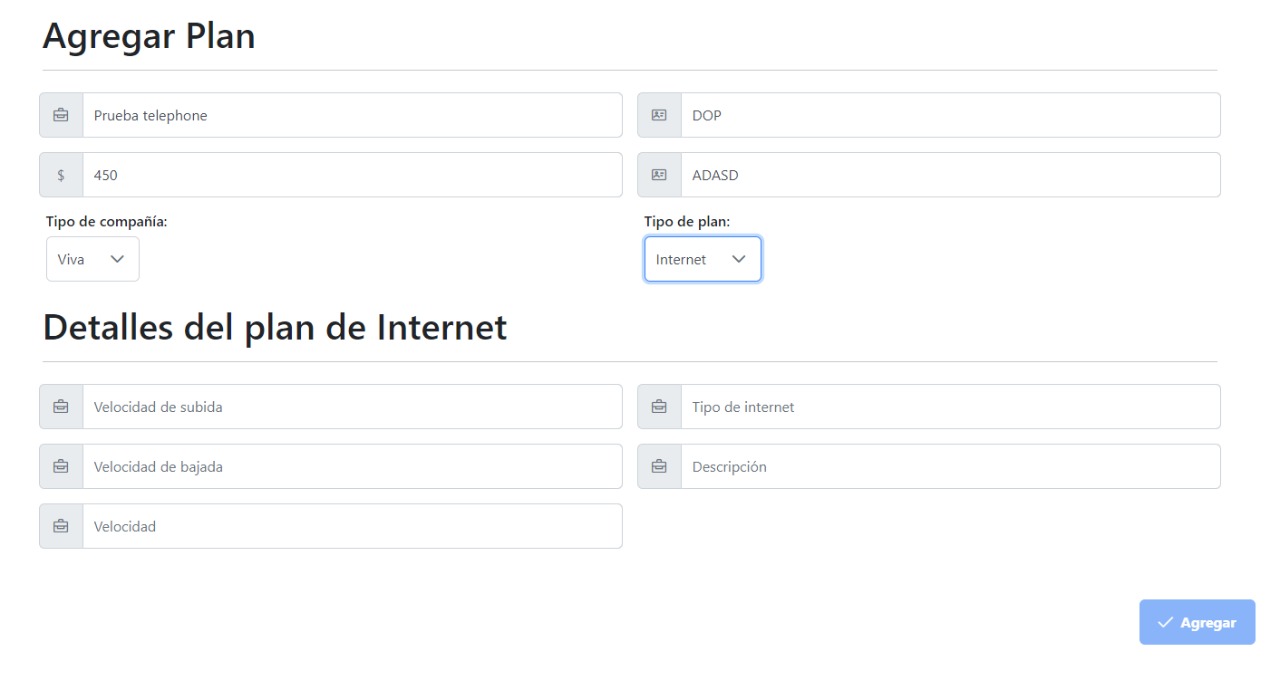 Agregar Plan
Prueba telephone
DOP
$ 450
ADASD
Tipo de compañía:
Tipo de plan:
Viva
Internet
Detalles del plan de Internet
Velocidad de subida
Tipo de internet
Velocidad de bajada
Descripción
Velocidad
Agregar